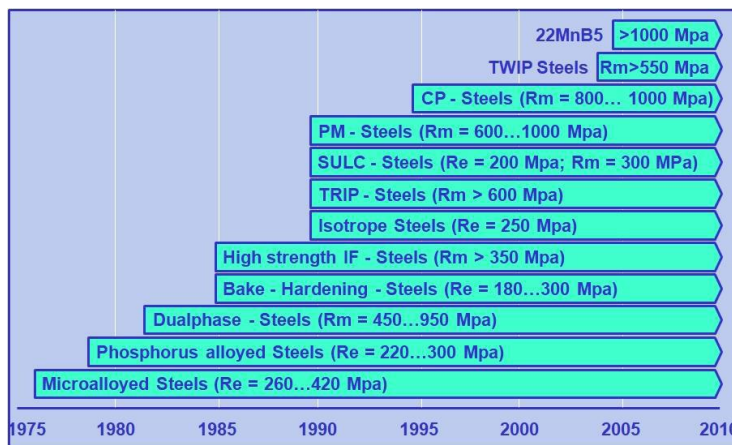 22MnB5 >1000 Mpa
TWIP Steels Rm>550 Mpa
CP - Steels (Rm = 800... 1000 Mpa)
PM - Steels (Rm = 600...1000 Mpa)
SULC - Steels (Re = 200 Mpa; Rm = 300 MPa)
TRIP - Steels (Rm > 600 Mpa)
Isotrope Steels (Re = 250 Mpa)
High strength IF - Steels (Rm > 350 Mpa)
Bake - Hardening - Steels (Re = 180...300 Mpa)
Dualphase - Steels (Rm = 450...950 Mpa)
Phosphorus alloyed Steels (Re = 220...300 Mpa)
Microalloyed Steels (Re = 260...420 Mpa)
1975 1980 1985 1990 1995 2000 2005 2010